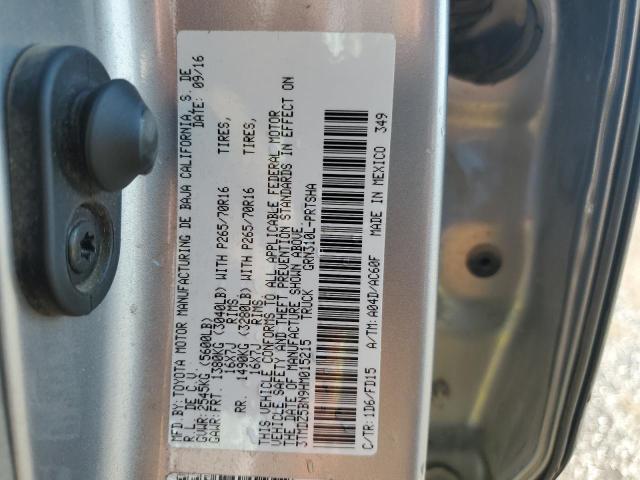 MFD.BY:TOYOTA MOTOR MANUFACTURING DE BAJA CALIFORNIA, S. DE
R. L. DE C. V. DATE: 09/16
GVWR:2545KG (5600LB)
GAWR:FRT. 1380KG (3040LB) WITH P265/70R16 TIRES,
16X7J RIMS,
RR. 1490KG (3280LB) WITH P265/70R16 TIRES,
16X7J RIMS.
THIS VEHICLE CONFORMS TO ALL APPLICABLE FEDERAL MOTOR
VEHICLE SAFETY AND THEFT PREVENTION STANDARDS IN EFFECT ON
THE DATE OF MANUFACTURE SHOWN ABOVE.
3TMDZ5BN9HM015215 TRUCK GRN310L-PRTSHA
C/TR: 1D6/FD15 A/TM: A04D/AC60F MADE IN MEXICO 349